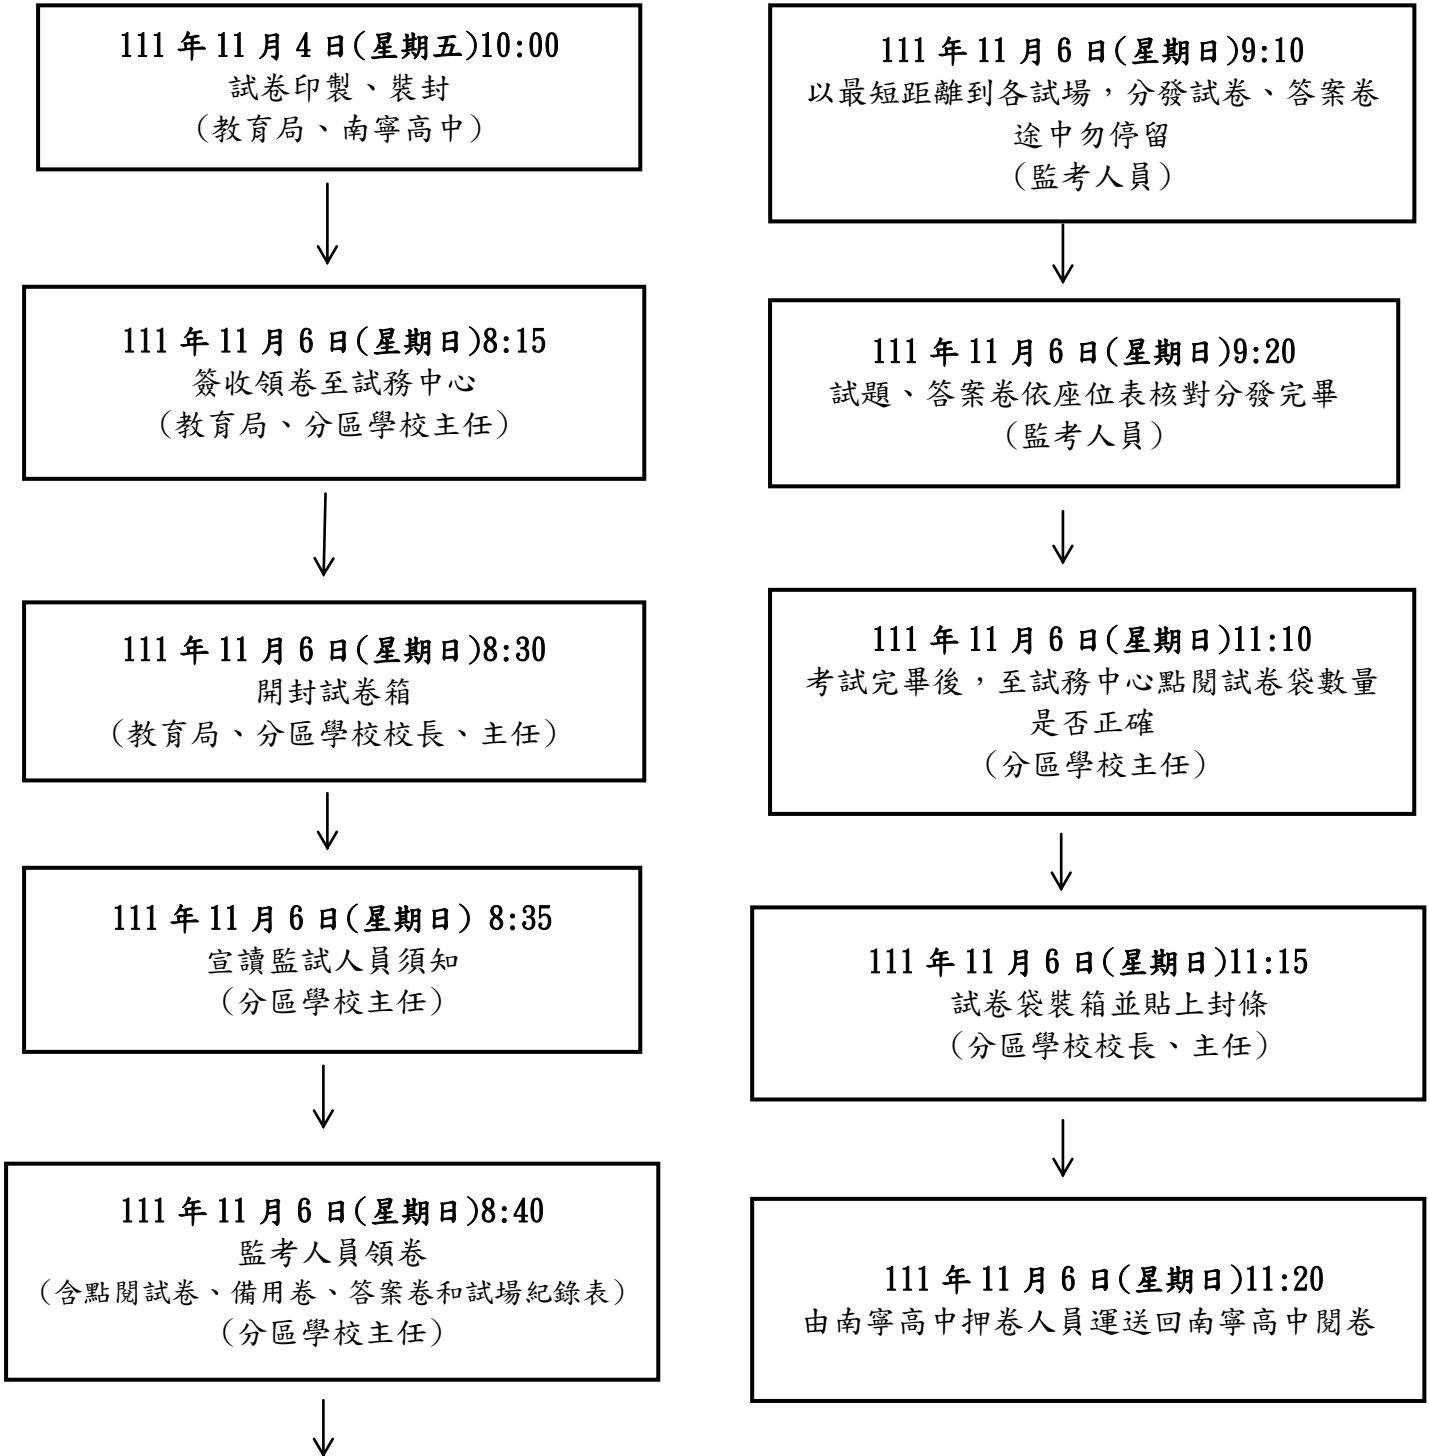 111 年 11 月 4 日(星期五)10:00
試卷印製、裝封
(教育局、南寧高中)
111 年 11 月 6 日(星期日)8:15
簽收領卷至試務中心
(教育局、分區學校主任)
111 年 11 月 6 日(星期日)8:30
開封試卷箱
(教育局、分區學校校長、主任)
111 年 11 月 6 日(星期日) 8:35
宣讀監試人員須知
(分區學校主任)
111 年 11 月 6 日(星期日)8:40
監考人員領卷
(含點閱試卷、備用卷、答案卷和試場紀錄表)
(分區學校主任)
111 年 11 月 6 日(星期日)9:10
以最短距離到各試場，分發試卷、答案卷
途中勿停留
(監考人員)
111 年 11 月 6 日(星期日)9:20
試題、答案卷依座位表核對分發完畢
(監考人員)
111 年 11 月 6 日(星期日)11:10
考試完畢後，至試務中心點閱試卷袋數量
是否正確
(分區學校主任)
111 年 11 月 6 日(星期日)11:15
試卷袋裝箱並貼上封條
(分區學校校長、主任)
111 年 11 月 6 日(星期日)11:20
由南寧高中押卷人員運送回南寧高中閱卷